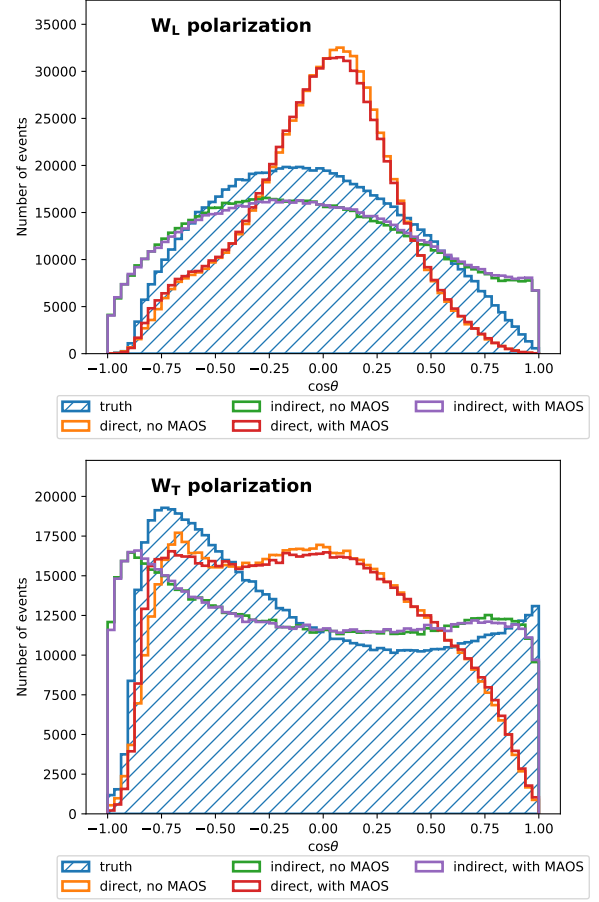 W_L polarization
35000
30000
25000
20000
15000
10000
5000
0
Number of events
−1.00 −0.75 −0.50 −0.25 0.00 0.25 0.50 0.75 1.00
cosθ
truth indirect, no MAOS indirect, with MAOS
direct, no MAOS direct, with MAOS
W_T polarization
20000
17500
15000
12500
10000
7500
5000
2500
0
Number of events
−1.00 −0.75 −0.50 −0.25 0.00 0.25 0.50 0.75 1.00
cosθ
truth indirect, no MAOS indirect, with MAOS
direct, no MAOS direct, with MAOS